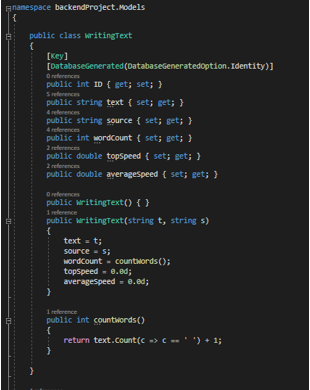 namespace backendProject.Models
{
public class WritingText
{
[Key]
[DatabaseGenerated(DatabaseGeneratedOption.Identity)]
0 references
public int ID { get; set; }
5 references
public string text { set; get; }
4 references
public string source { set; get; }
4 references
public int wordCount { set; get; }
2 references
public double topSpeed { set; get; }
2 references
public double averageSpeed { set; get; }
0 references
public WritingText() { }
1 reference
public WritingText(string t, string s)
{
text = t;
source = s;
wordCount = countWords();
topSpeed = 0.0d;
averageSpeed = 0.0d;
}
1 reference
public int countWords()
{
return text.Count(c => c == ' ') + 1;
}
}